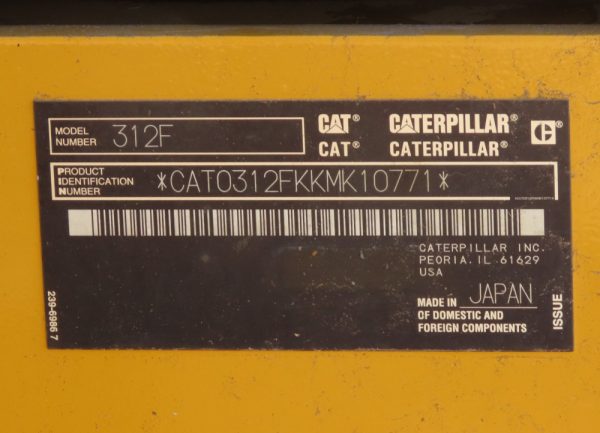 MODEL NUMBER 312F
CAT® CATERPILLAR® C
CAT® CATERPILLAR®
PRODUCT IDENTIFICATION NUMBER *CAT0312FKKMK10771*
CATERPILLAR INC.
PEORIA. IL 61629
USA
MADE IN JAPAN
OF DOMESTIC AND
FOREIGN COMPONENTS
ISSUE
239-6986 7